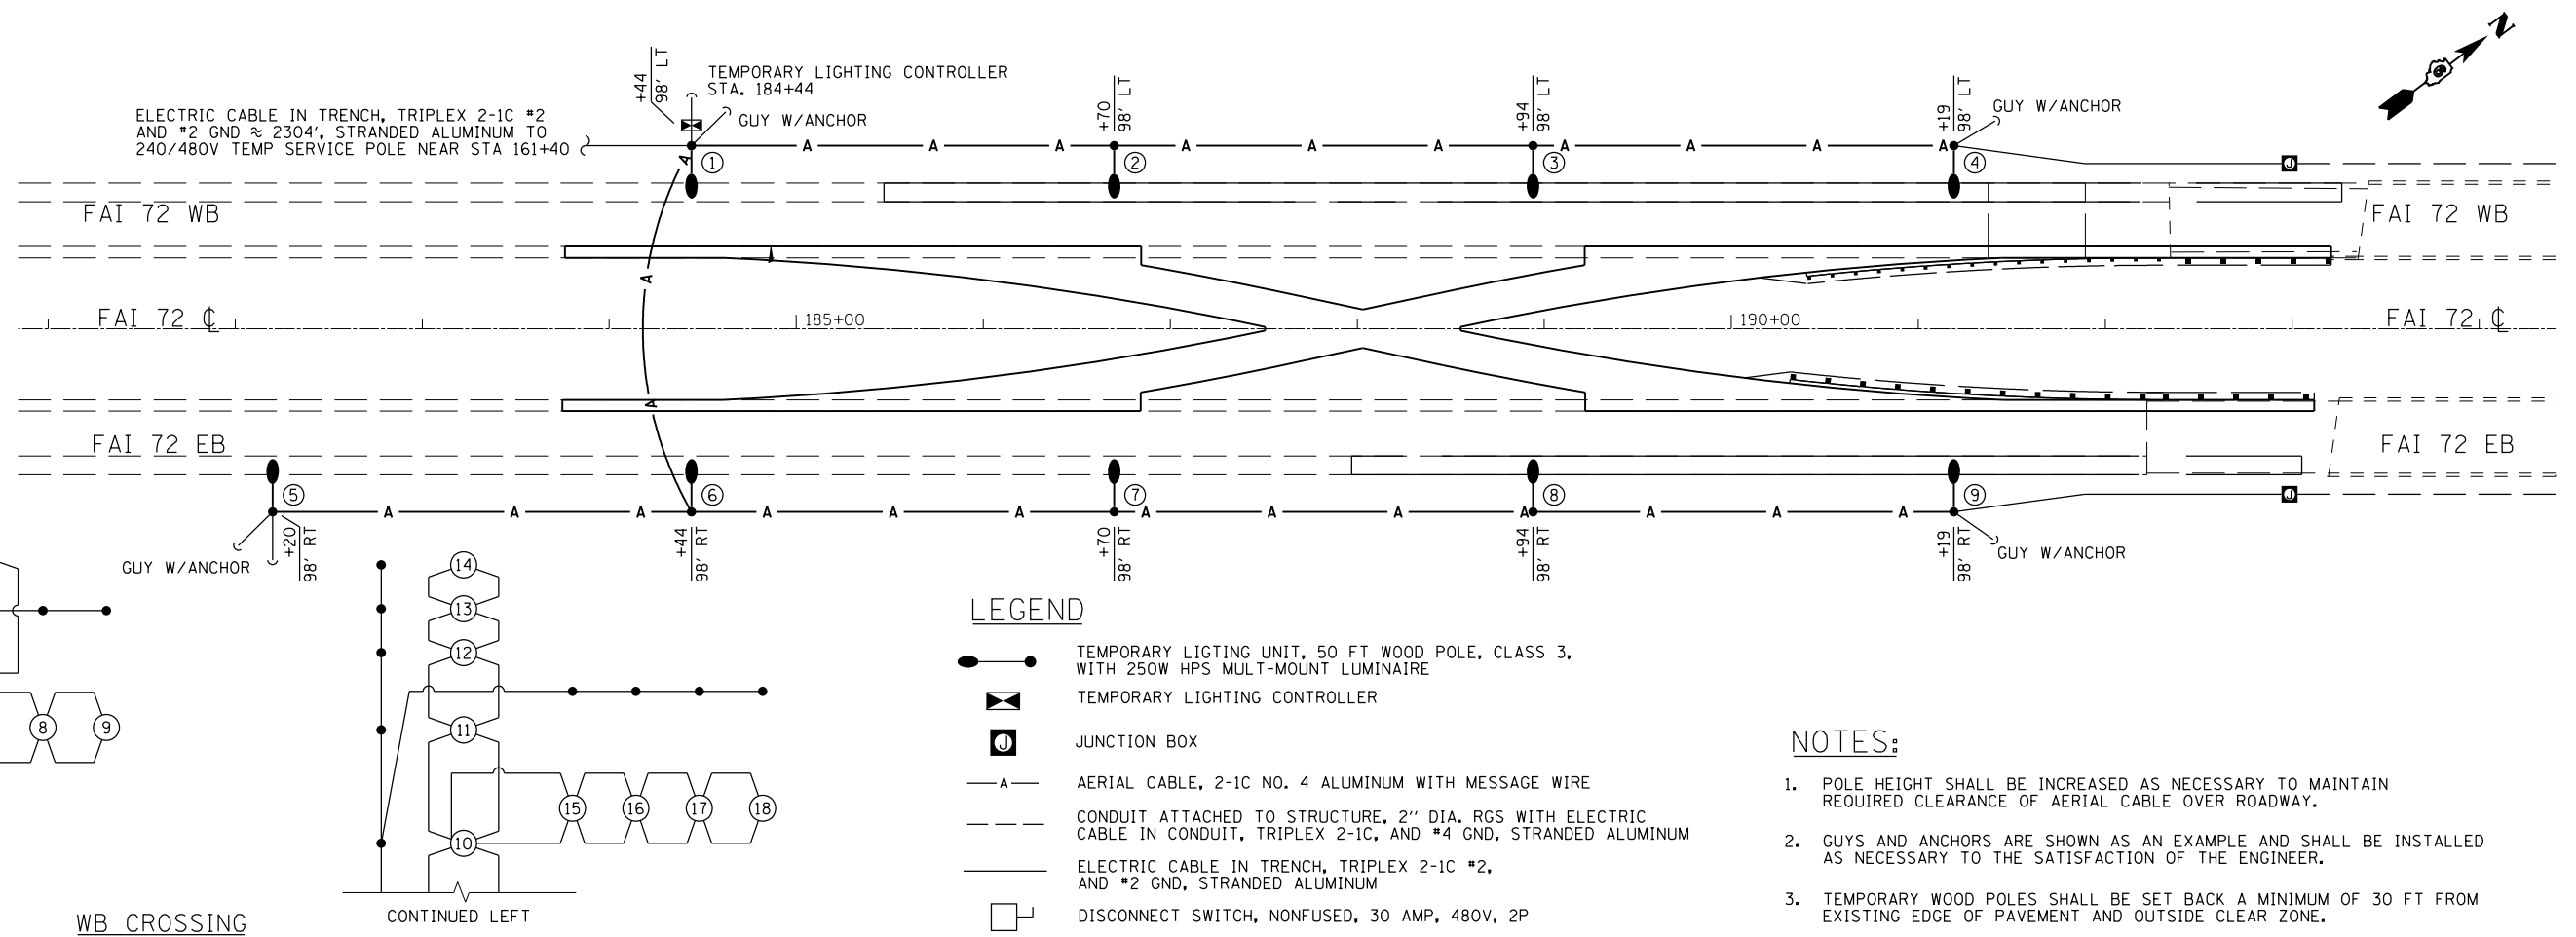 N
+44
98' LT
TEMPORARY LIGHTING CONTROLLER
STA. 184+44
GUY W/ANCHOR
ELECTRIC CABLE IN TRENCH, TRIPLEX 2-1C #2
AND #2 GND ≈ 2304', STRANDED ALUMINUM TO
240/480V TEMP SERVICE POLE NEAR STA 161+40
+70
98' LT
+94
98' LT
+19
98' LT
GUY W/ANCHOR
A A A A A A A A A A A
1
2
3
4
J
FAI 72 WB
FAI 72 WB
A
A
FAI 72 ℄
185+00
190+00
FAI 72 ℄
A
FAI 72 EB
FAI 72 EB
5
6
7
8
9
J
A A A A A A A A A A A A A
+20
98' RT
+44
98' RT
+70
98' RT
+94
98' RT
+19
98' RT
GUY W/ANCHOR
GUY W/ANCHOR
8
9
14
13
12
11
10
15
16
17
18
CONTINUED LEFT
WB CROSSING
LEGEND
TEMPORARY LIGTING UNIT, 50 FT WOOD POLE, CLASS 3,
WITH 250W HPS MULT-MOUNT LUMINAIRE
TEMPORARY LIGHTING CONTROLLER
J
JUNCTION BOX
A
AERIAL CABLE, 2-1C NO. 4 ALUMINUM WITH MESSAGE WIRE
CONDUIT ATTACHED TO STRUCTURE, 2" DIA. RGS WITH ELECTRIC
CABLE IN CONDUIT, TRIPLEX 2-1C, AND #4 GND, STRANDED ALUMINUM
ELECTRIC CABLE IN TRENCH, TRIPLEX 2-1C #2,
AND #2 GND, STRANDED ALUMINUM
DISCONNECT SWITCH, NONFUSED, 30 AMP, 480V, 2P
NOTES:
1. POLE HEIGHT SHALL BE INCREASED AS NECESSARY TO MAINTAIN
REQUIRED CLEARANCE OF AERIAL CABLE OVER ROADWAY.
2. GUYS AND ANCHORS ARE SHOWN AS AN EXAMPLE AND SHALL BE INSTALLED
AS NECESSARY TO THE SATISFACTION OF THE ENGINEER.
3. TEMPORARY WOOD POLES SHALL BE SET BACK A MINIMUM OF 30 FT FROM
EXISTING EDGE OF PAVEMENT AND OUTSIDE CLEAR ZONE.